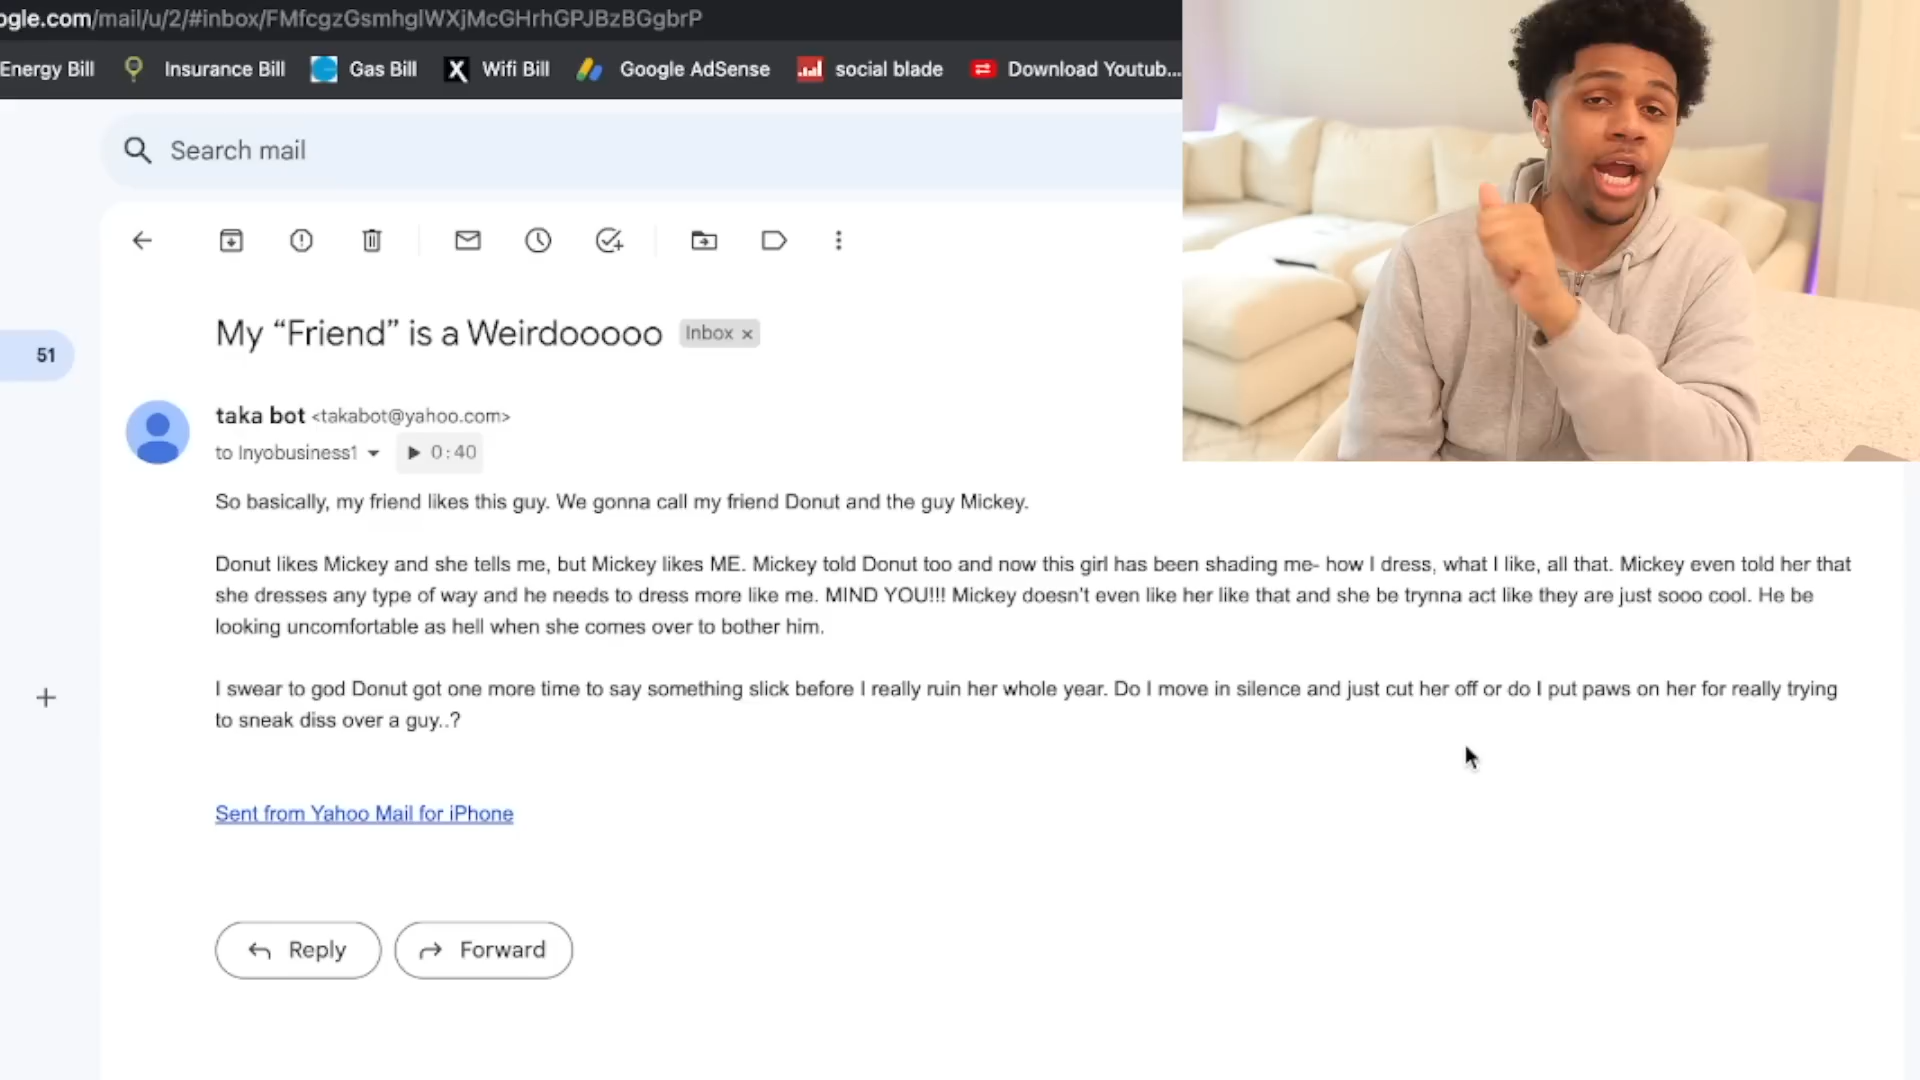 ogle.com/mail/u/2/#inbox/FMfcgzGsmhglWXjMcGHrhGPJBzBGgbrP
Energy Bill Insurance Bill Gas Bill Wifi Bill Google AdSense social blade Download Youtub...
Search mail
51
My “Friend” is a Weirdooooo Inbox ×
taka bot <takabot@yahoo.com>
to Inyobusiness1 0:40
So basically, my friend likes this guy. We gonna call my friend Donut and the guy Mickey.
Donut likes Mickey and she tells me, but Mickey likes ME. Mickey told Donut too and now this girl has been shading me- how I dress, what I like, all that. Mickey even told her that
she dresses any type of way and he needs to dress more like me. MIND YOU!!! Mickey doesn't even like her like that and she be trynna act like they are just sooo cool. He be
looking uncomfortable as hell when she comes over to bother him.
I swear to god Donut got one more time to say something slick before I really ruin her whole year. Do I move in silence and just cut her off or do I put paws on her for really trying
to sneak diss over a guy..?
Sent from Yahoo Mail for iPhone
Reply Forward